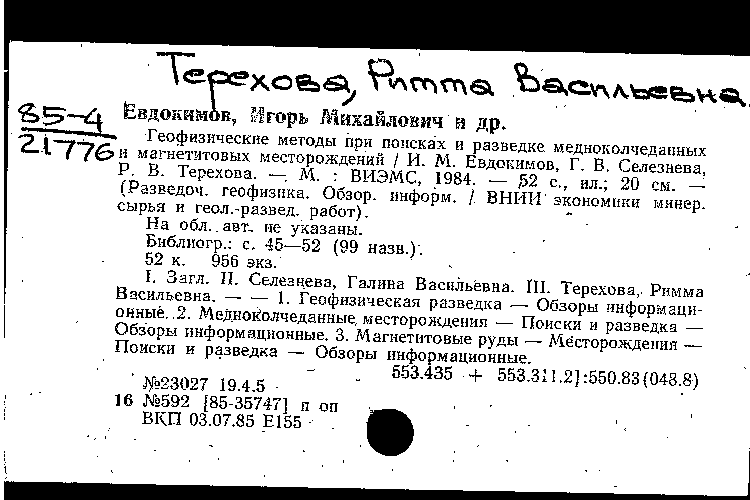 Терехова, Римма Васильевна.
85-4
21776
Евдокимов, Игорь Михайлович и др.
Геофизические методы при поисках и разведке медноколчеданных
и магнетитовых месторождений / И. М. Евдокимов, Г. В. Селезнева,
Р. В. Терехова. — М. : ВИЭМС, 1984. — 52 с., ил.; 20 см. —
(Разведоч. геофизика. Обзор. информ. / ВНИИ экономики минер.
сырья и геол.-развед. работ).
На обл. авт. не указаны.
Библиогр.: с. 45—52 (99 назв.).
52 к. 956 экз.
I. Загл. II. Селезнева, Галина Васильевна. III. Терехова, Римма
Васильевна. — — 1. Геофизическая разведка — Обзоры информаци-
онные. 2. Медноколчеданные месторождения — Поиски и разведка —
Обзоры информационные. 3. Магнетитовые руды — Месторождения —
Поиски и разведка — Обзоры информационные.
553.435 + 553.311.2]:550.83(048.8)
№23027 19.4.5
16 №592 [85-35747] п оп
ВКП 03.07.85 Е155